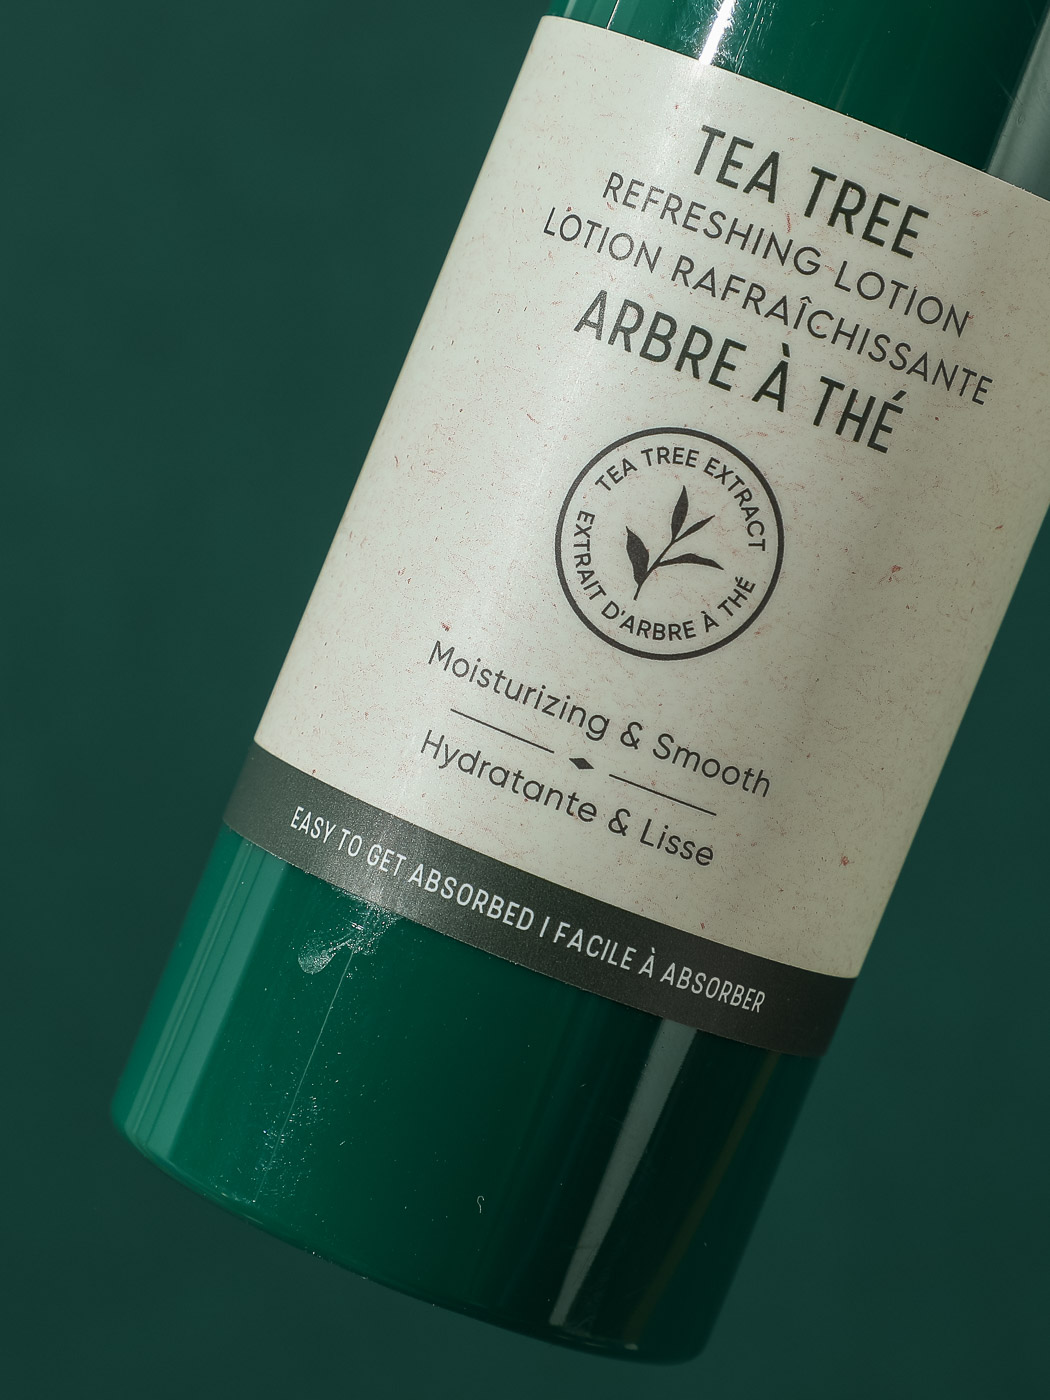 TEA TREE
REFRESHING LOTION
LOTION RAFRAÎCHISSANTE
ARBRE À THÉ
TEA TREE EXTRACT
EXTRAIT D'ARBRE À THÉ
Moisturizing & Smooth
Hydratante & Lisse
EASY TO GET ABSORBED | FACILE À ABSORBER